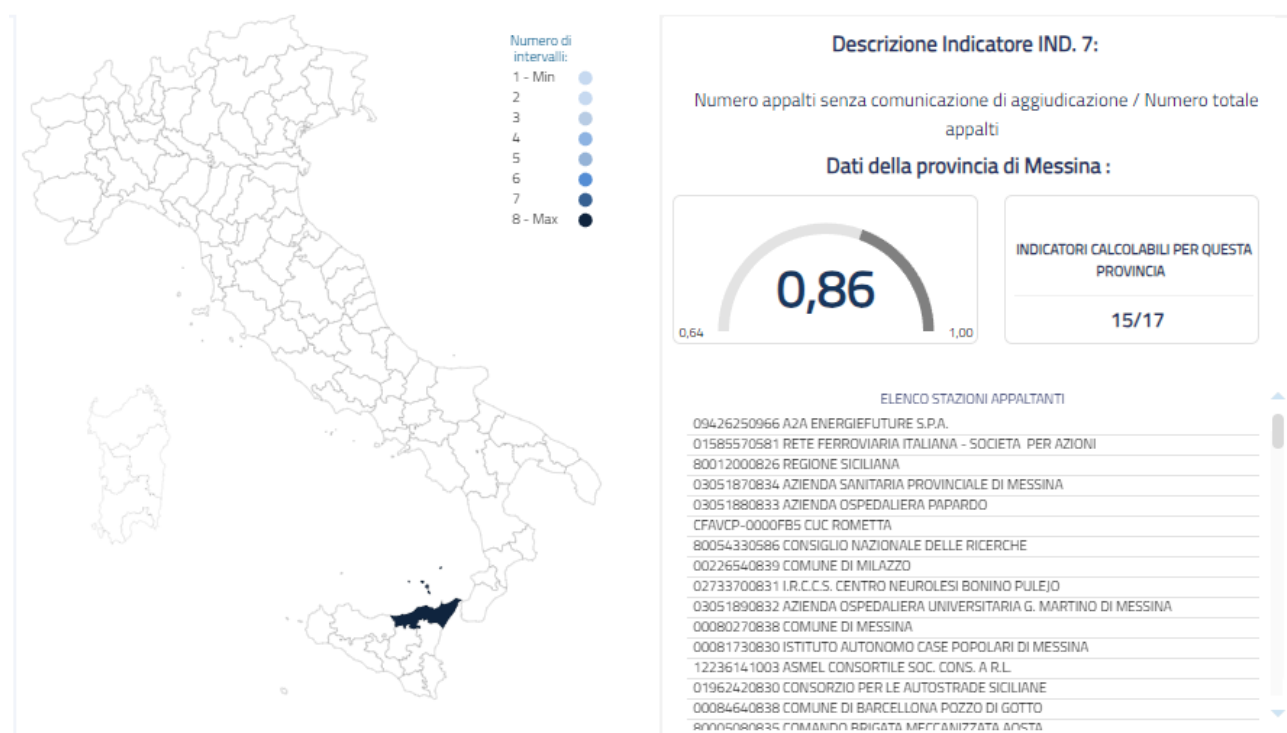 Numero di
intervalli:
1 - Min
2
3
4
5
6
7
8 - Max
Descrizione Indicatore IND. 7:
Numero appalti senza comunicazione di aggiudicazione / Numero totale
appalti
Dati della provincia di Messina :
0,86
0,64
1,00
INDICATORI CALCOLABILI PER QUESTA
PROVINCIA
15/17
ELENCO STAZIONI APPALTANTI
09426250966 A2A ENERGIEFUTURE S.P.A.
01585570581 RETE FERROVIARIA ITALIANA - SOCIETA PER AZIONI
80012000826 REGIONE SICILIANA
03051870834 AZIENDA SANITARIA PROVINCIALE DI MESSINA
03051880833 AZIENDA OSPEDALIERA PAPARDO
CFAVCP-0000FB5 CUC ROMETTA
80054330586 CONSIGLIO NAZIONALE DELLE RICERCHE
00226540839 COMUNE DI MILAZZO
02733700831 I.R.C.C.S. CENTRO NEUROLESI BONINO PULEJO
03051890832 AZIENDA OSPEDALIERA UNIVERSITARIA G. MARTINO DI MESSINA
00080270838 COMUNE DI MESSINA
00081730830 ISTITUTO AUTONOMO CASE POPOLARI DI MESSINA
12236141003 ASMEL CONSORTILE SOC. CONS. A R.L.
01962420830 CONSORZIO PER LE AUTOSTRADE SICILIANE
00084640838 COMUNE DI BARCELLONA POZZO DI GOTTO
80005080835 COMANDO BRIGATA MECCANIZZATA AOSTA